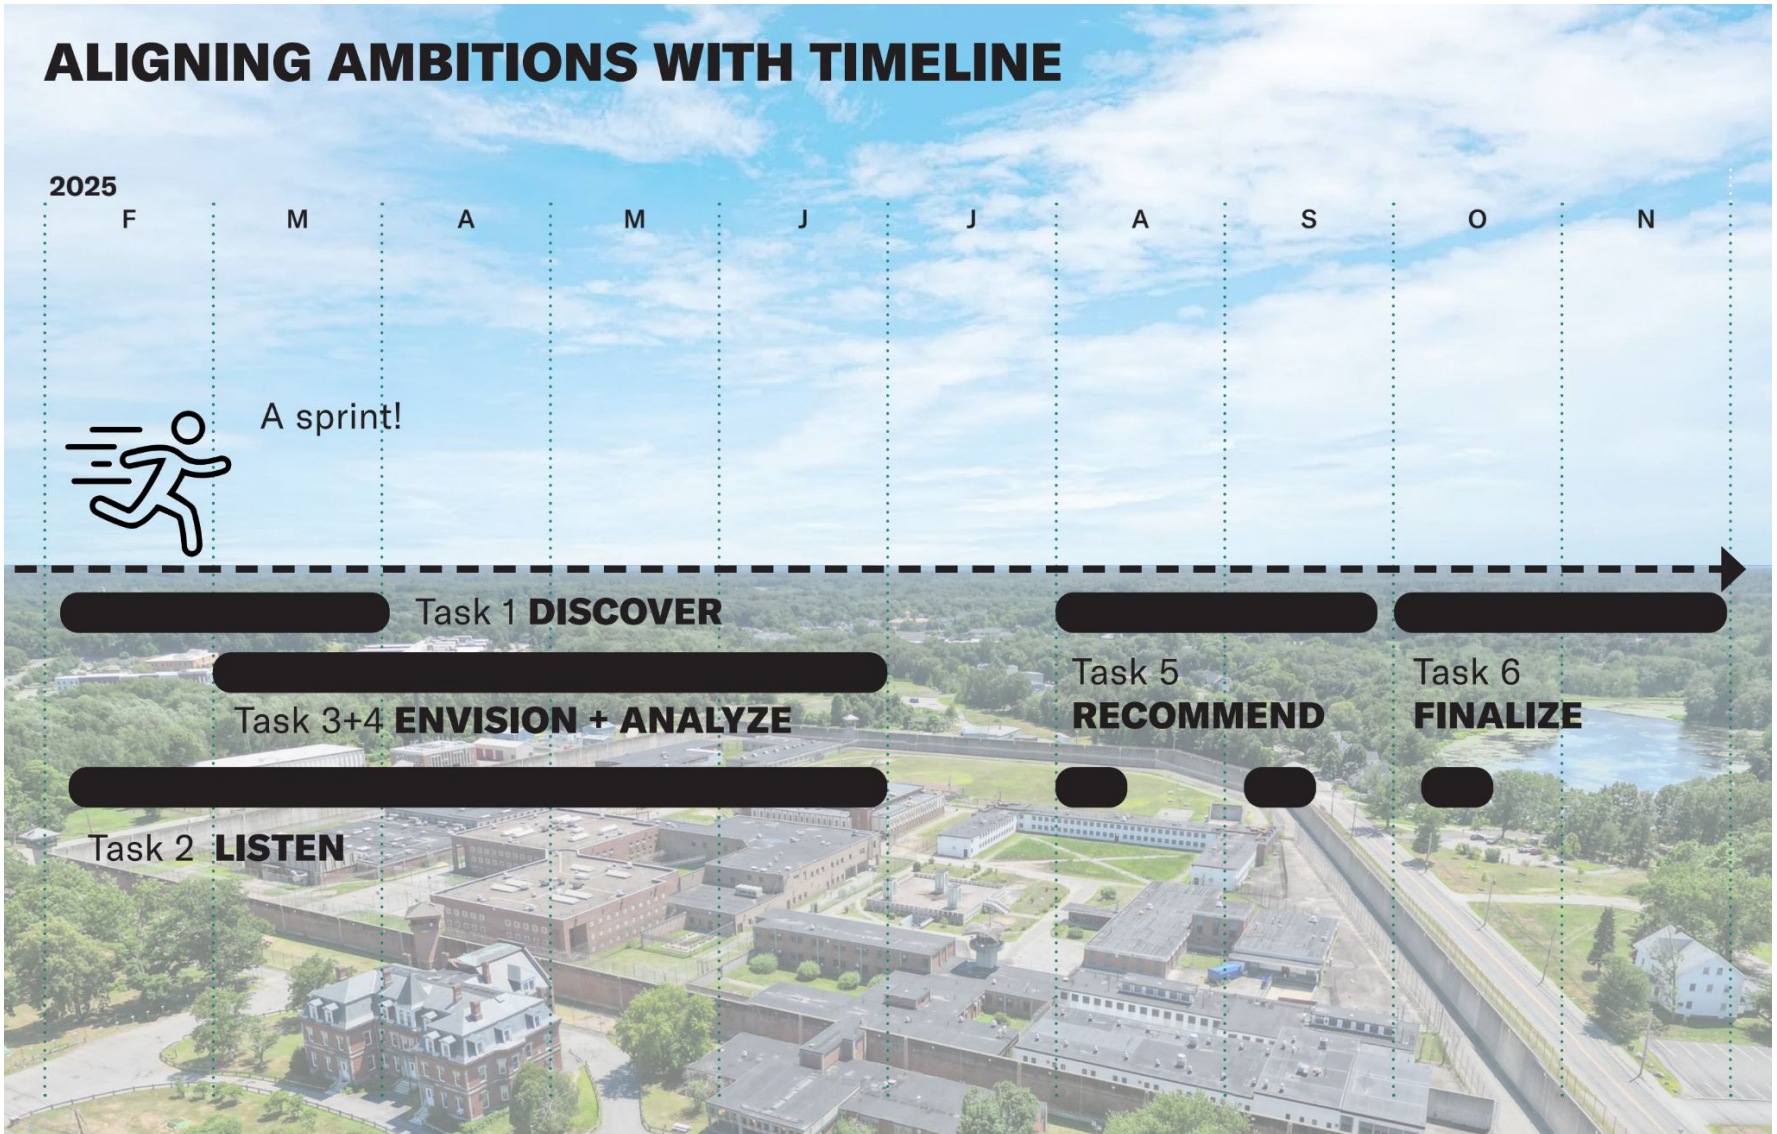 ALIGNING AMBITIONS WITH TIMELINE
2025
F M A M J J A S O N
A sprint!
Task 1 DISCOVER
Task 5
RECOMMEND
Task 6
FINALIZE
Task 3+4 ENVISION + ANALYZE
Task 2 LISTEN